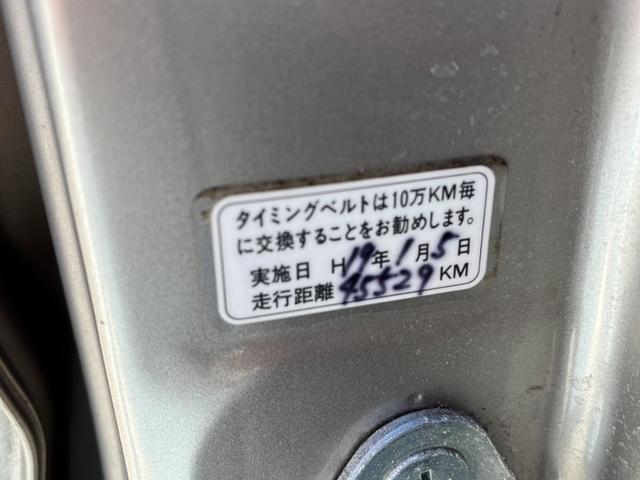 タイミングベルトは10万KM毎
に交換することをお勧めします。
実施日 H19年1月5日
走行距離 45529KM